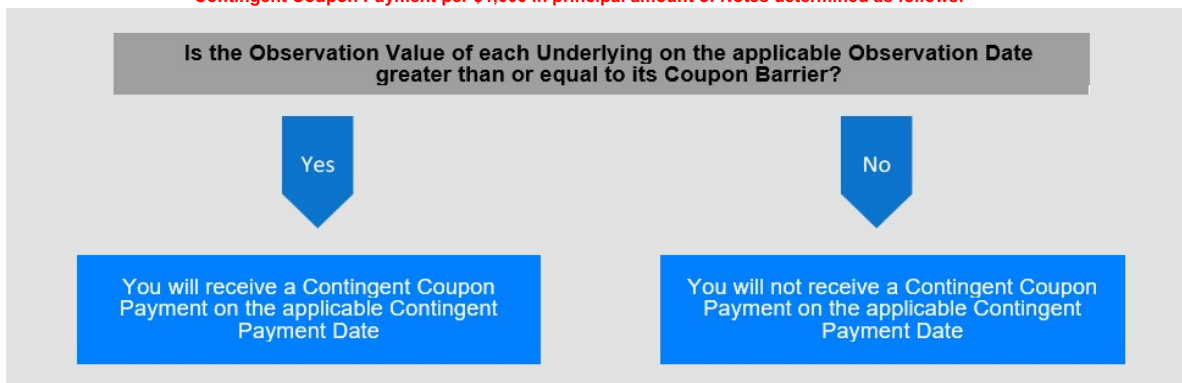 Contingent Coupon Payment per $1,000 in principal amount of Notes determined as follows:
Is the Observation Value of each Underlying on the applicable Observation Date
greater than or equal to its Coupon Barrier?
Yes
No
You will receive a Contingent Coupon
Payment on the applicable Contingent
Payment Date
You will not receive a Contingent Coupon
Payment on the applicable Contingent
Payment Date